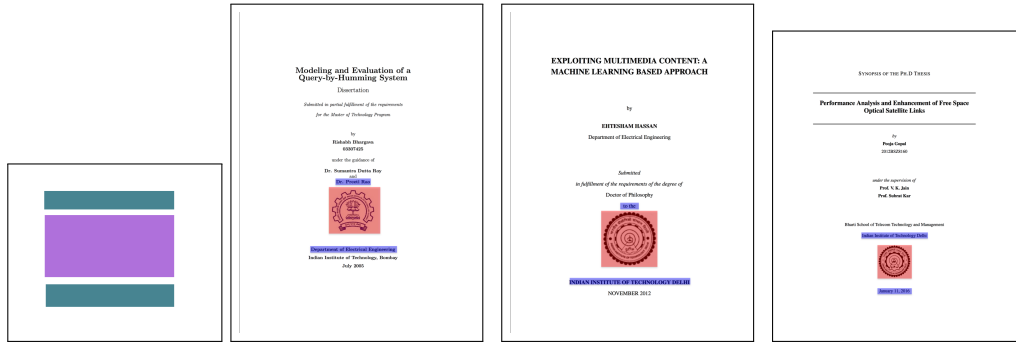 Modeling and Evaluation of a
Query-by-Humming System
Dissertation
Submitted in partial fulfillment of the requirements
for the Master of Technology Program
by
Rishabh Bhargava
03307423
under the guidance of
Dr. Sumantra Dutta Roy
and
Dr. Preeti Rao
Department of Electrical Engineering
Indian Institute of Technology, Bombay
July 2005
EXPLOITING MULTIMEDIA CONTENT: A
MACHINE LEARNING BASED APPROACH
by
EHTESHAM HASSAN
Department of Electrical Engineering
Submitted
in fulfillment of the requirements of the degree of
Doctor of Philosophy
to the
INDIAN INSTITUTE OF TECHNOLOGY DELHI
NOVEMBER 2012
SYNOPSIS OF THE PH.D THESIS
Performance Analysis and Enhancement of Free Space
Optical Satellite Links
by
Pooja Gopal
under the supervision of
Prof. V. K. Jain
Prof. Subrat Kar
Bharti School of Telecom Technology and Management
Indian Institute of Technology Delhi
January 11, 2016